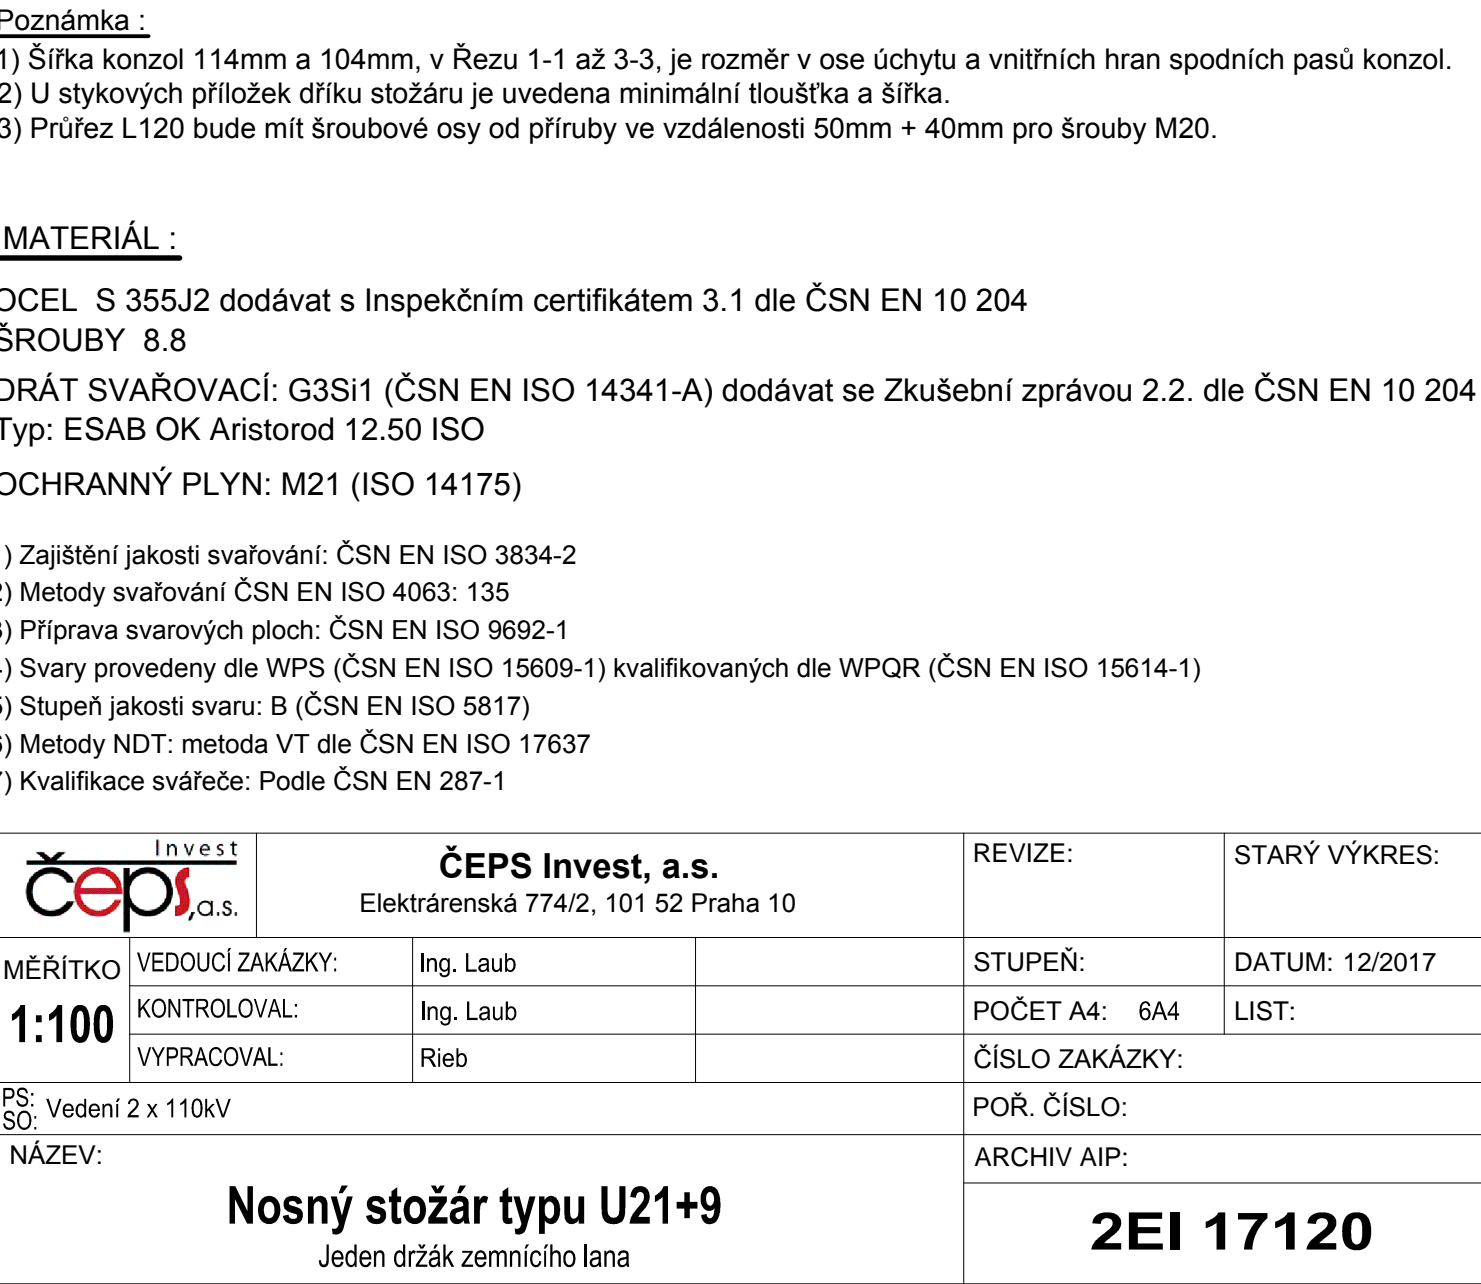 Poznámka :
1) Šířka konzol 114mm a 104mm, v Řezu 1-1 až 3-3, je rozměr v ose úchytu a vnitřních hran spodních pasů konzol.
2) U stykových příložek dříku stožáru je uvedena minimální tloušťka a šířka.
3) Průřez L120 bude mít šroubové osy od příruby ve vzdálenosti 50mm + 40mm pro šrouby M20.
MATERIÁL :
OCEL S 355J2 dodávat s Inspekčním certifikátem 3.1 dle ČSN EN 10 204
ŠROUBY 8.8
DRÁT SVAŘOVACÍ: G3Si1 (ČSN EN ISO 14341-A) dodávat se Zkušební zprávou 2.2. dle ČSN EN 10 204
Typ: ESAB OK Aristorod 12.50 ISO
OCHRANNÝ PLYN: M21 (ISO 14175)
1) Zajištění jakosti svařování: ČSN EN ISO 3834-2
2) Metody svařování ČSN EN ISO 4063: 135
3) Příprava svarových ploch: ČSN EN ISO 9692-1
4) Svary provedeny dle WPS (ČSN EN ISO 15609-1) kvalifikovaných dle WPQR (ČSN EN ISO 15614-1)
5) Stupeň jakosti svaru: B (ČSN EN ISO 5817)
6) Metody NDT: metoda VT dle ČSN EN ISO 17637
7) Kvalifikace svářeče: Podle ČSN EN 287-1
Invest
čeps,a.s.
ČEPS Invest, a.s.
Elektrárenská 774/2, 101 52 Praha 10
REVIZE:
STARÝ VÝKRES:
MĚŘÍTKO
1:100
VEDOUCÍ ZAKÁZKY: Ing. Laub
KONTROLOVAL: Ing. Laub
VYPRACOVAL: Rieb
STUPEŇ:
DATUM: 12/2017
POČET A4: 6A4
LIST:
ČÍSLO ZAKÁZKY:
PS:
SO: Vedení 2 x 110kV
POŘ. ČÍSLO:
NÁZEV:
Nosný stožár typu U21+9
Jeden držák zemnícího lana
ARCHIV AIP:
2EI 17120